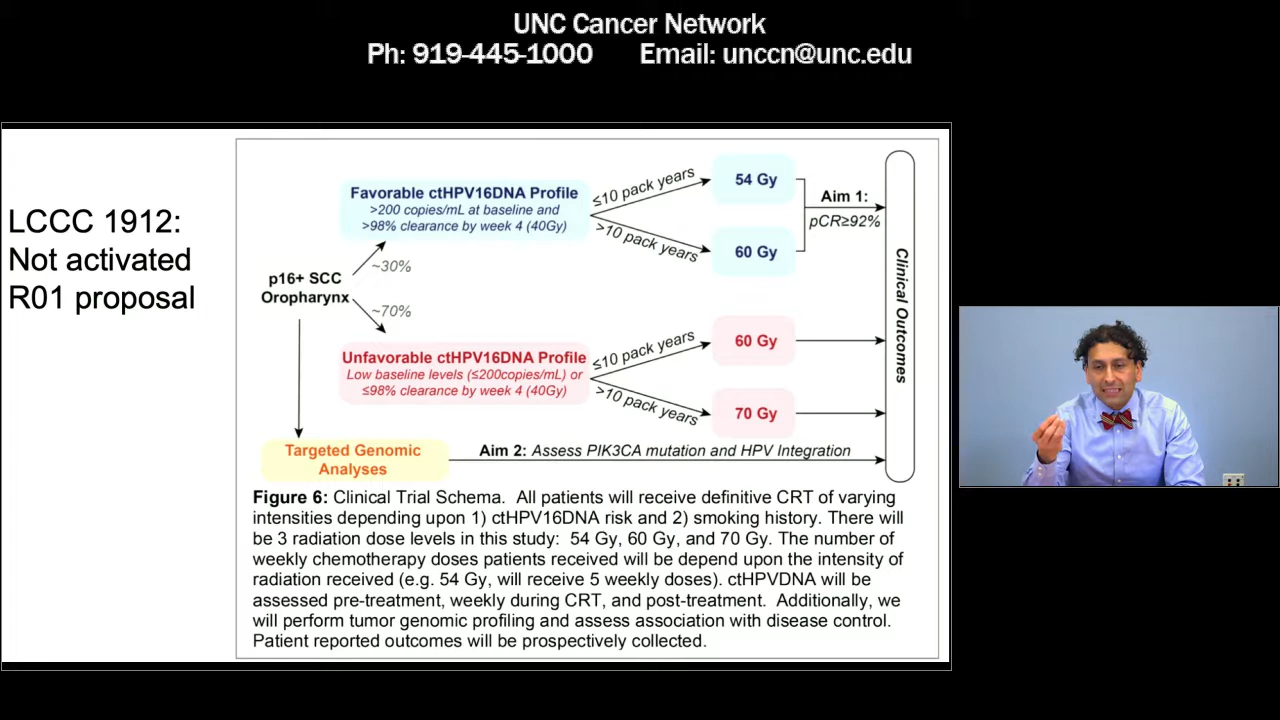 UNC Cancer Network
Ph: 919-445-1000 Email: unccn@unc.edu
LCCC 1912:
Not activated
R01 proposal
Favorable ctHPV16DNA Profile
>200 copies/mL at baseline and
>98% clearance by week 4 (40Gy)
≤10 pack years
>10 pack years
54 Gy
60 Gy
Aim 1:
pCR≥92%
p16+ SCC
Oropharynx
~30%
~70%
Unfavorable ctHPV16DNA Profile
Low baseline levels (≤200copies/mL) or
≤98% clearance by week 4 (40Gy)
≤10 pack years
>10 pack years
60 Gy
70 Gy
Clinical Outcomes
Targeted Genomic
Analyses
Aim 2: Assess PIK3CA mutation and HPV Integration
Figure 6: Clinical Trial Schema. All patients will receive definitive CRT of varying
intensities depending upon 1) ctHPV16DNA risk and 2) smoking history. There will
be 3 radiation dose levels in this study: 54 Gy, 60 Gy, and 70 Gy. The number of
weekly chemotherapy doses patients received will be depend upon the intensity of
radiation received (e.g. 54 Gy, will receive 5 weekly doses). ctHPVDNA will be
assessed pre-treatment, weekly during CRT, and post-treatment. Additionally, we
will perform tumor genomic profiling and assess association with disease control.
Patient reported outcomes will be prospectively collected.